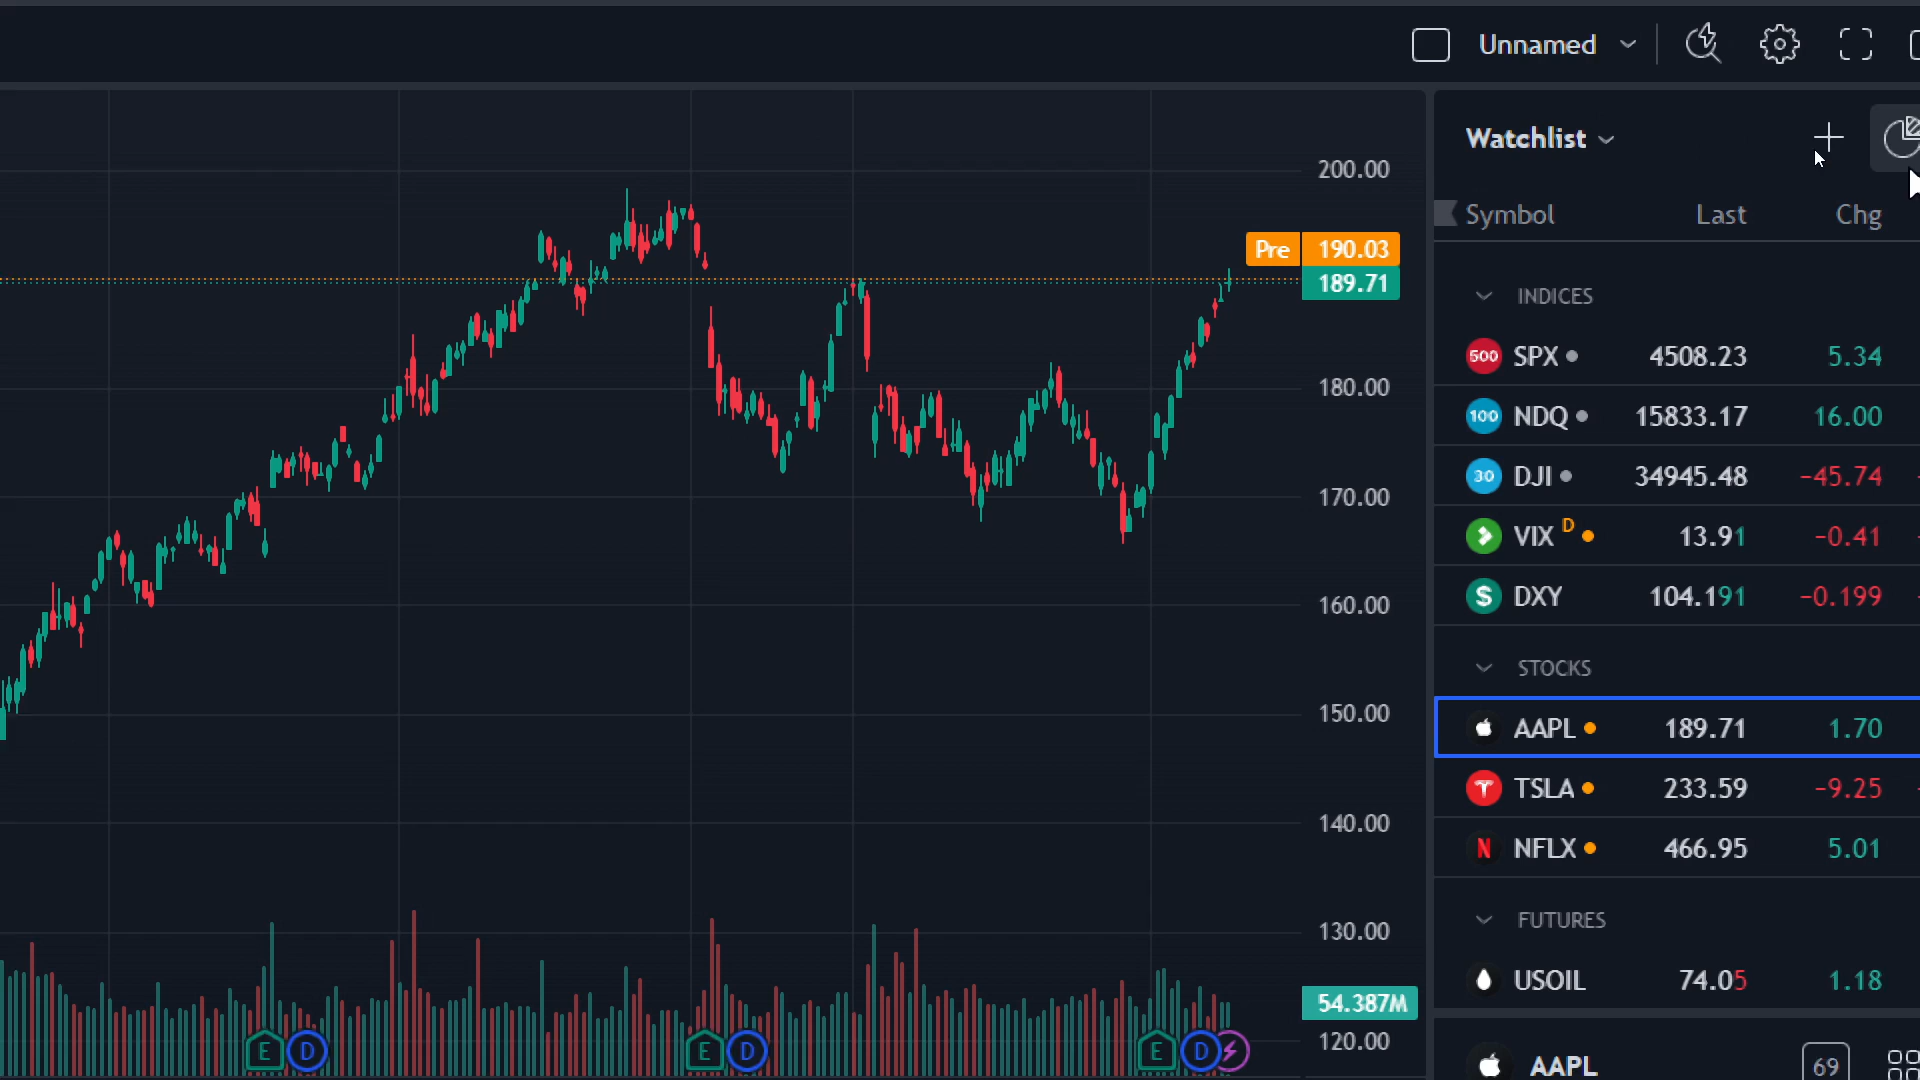 Unnamed
Watchlist
Symbol Last Chg
200.00
Pre 190.03
189.71
180.00
170.00
160.00
150.00
140.00
130.00
54.387M
120.00
E D E D E D
INDICES
500 SPX 4508.23 5.34
100 NDQ 15833.17 16.00
30 DJI 34945.48 −45.74
VIX D 13.91 −0.41
$ DXY 104.191 −0.199
STOCKS
AAPL 189.71 1.70
T TSLA 233.59 −9.25
N NFLX 466.95 5.01
FUTURES
USOIL 74.05 1.18
AAPL 69